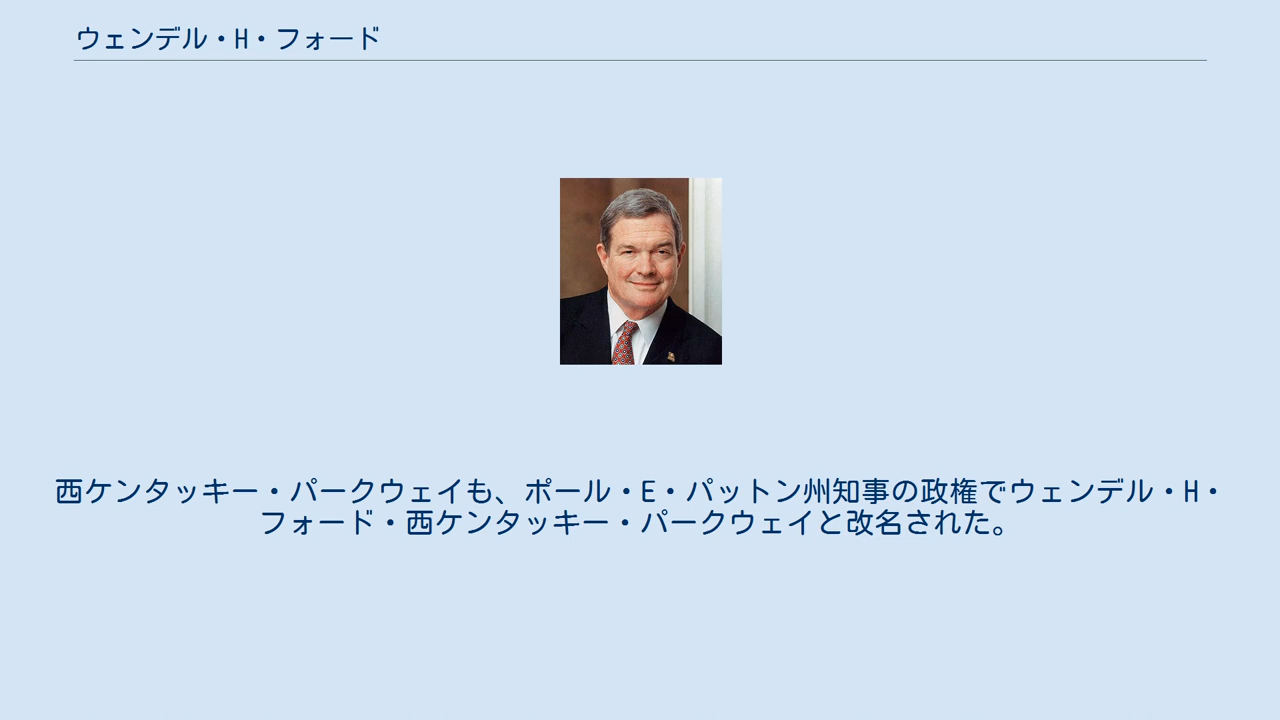 ウェンデル・H・フォード
西ケンタッキー・パークウェイも、ポール・E・パットン州知事の政権でウェンデル・H・
フォード・西ケンタッキー・パークウェイと改名された。